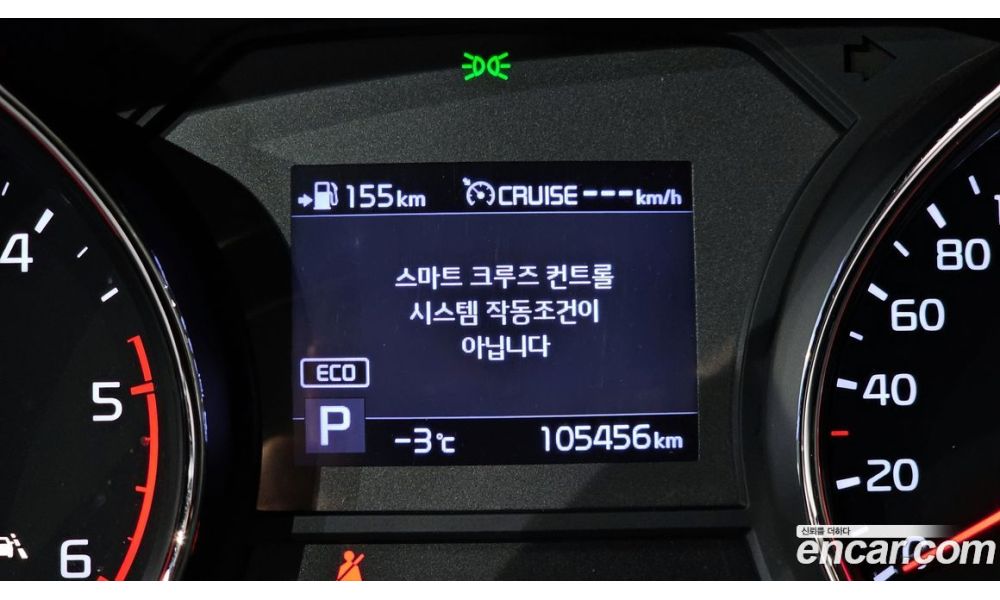 155km
CRUISE ---km/h
스마트 크루즈 컨트롤
시스템 작동조건이
아닙니다
ECO
P
-3℃
105456km
4
5
6
80
60
40
20
0
신뢰를 더하다
encar.com